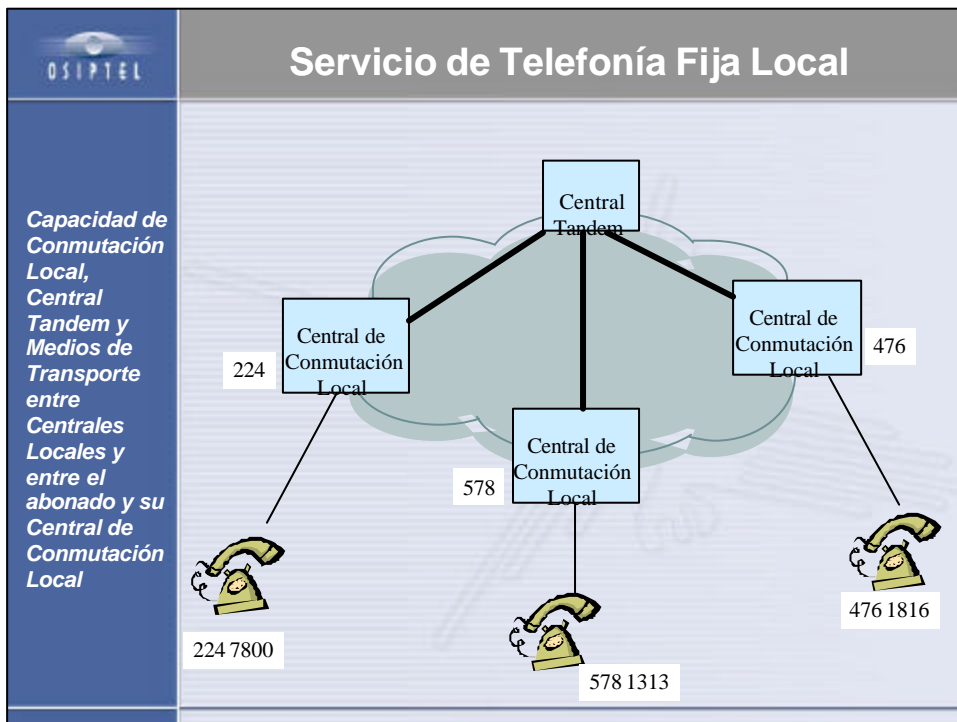 OSIPTEL
Servicio de Telefonía Fija Local
Capacidad de
Conmutación
Local,
Central
Tandem y
Medios de
Transporte
entre
Centrales
Locales y
entre el
abonado y su
Central de
Conmutación
Local
Central
Tandem
Central de
Conmutación
Local
224
Central de
Conmutación
Local
476
Central de
Conmutación
Local
578
224 7800
578 1313
476 1816